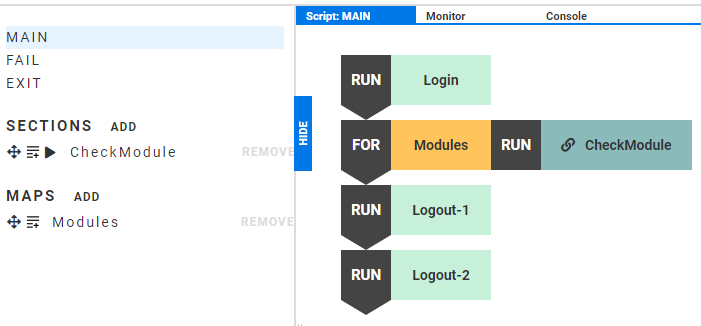 MAIN
FAIL
EXIT
SECTIONS ADD
CheckModule REMOVE
MAPS ADD
Modules REMOVE
Script: MAIN Monitor Console
HIDE
RUN Login
FOR Modules RUN CheckModule
RUN Logout-1
RUN Logout-2